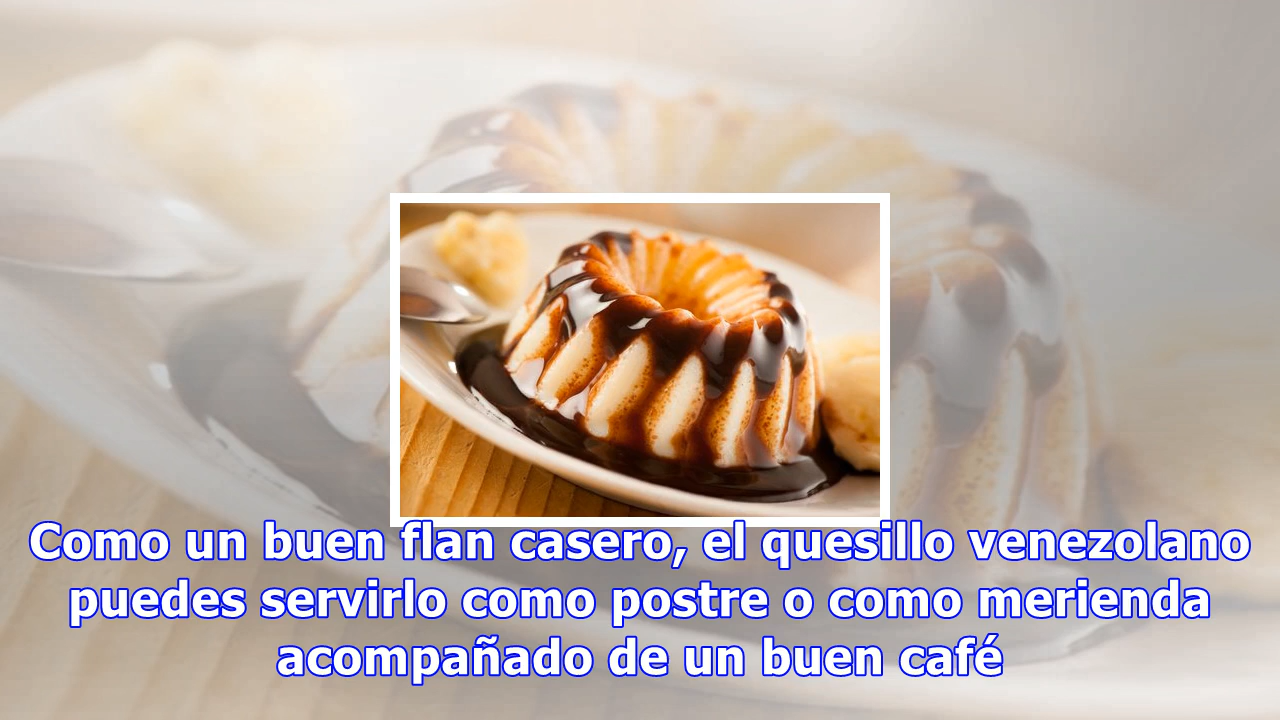 Como un buen flan casero, el quesillo venezolano
puedes servirlo como postre o como merienda
acompañado de un buen café